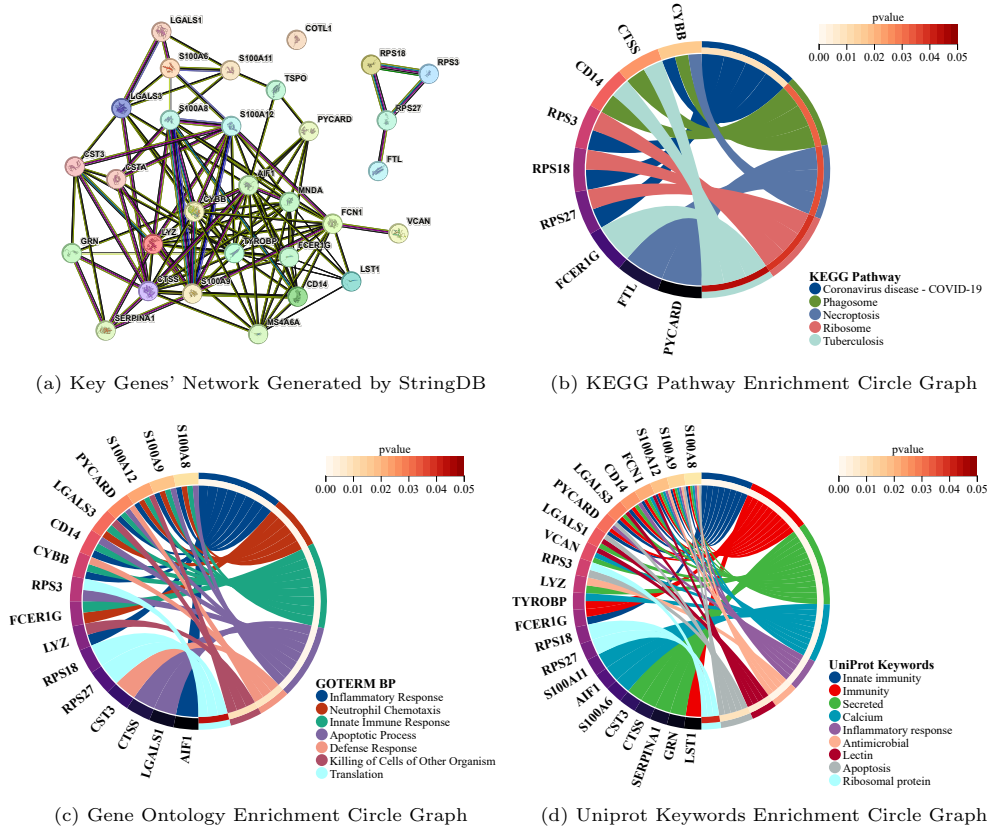 LGALS1
COTL1
S100A6
S100A11
TSPO
LGALS3
S100A8
S100A12
PYCARD
RPS18
RPS3
RPS27
FTL
CST3
CSTA
AIF1
MNDA
CYBB
FCN1
VCAN
GRN
LYZ
TYROBP
FCER1G
LST1
CTSS
S100A9
CD14
SERPINA1
MS4A6A
(a) Key Genes' Network Generated by StringDB
pvalue
0.00 0.01 0.02 0.03 0.04 0.05
CYBB
CTSS
CD14
RPS3
RPS18
RPS27
FCER1G
FTL
PYCARD
KEGG Pathway
Coronavirus disease - COVID-19
Phagosome
Necroptosis
Ribosome
Tuberculosis
(b) KEGG Pathway Enrichment Circle Graph
pvalue
0.00 0.01 0.02 0.03 0.04 0.05
S100A8
S100A9
S100A12
PYCARD
LGALS3
CD14
CYBB
RPS3
FCER1G
LYZ
RPS18
RPS27
CST3
CTSS
LGALS1
AIF1
GOTERM BP
Inflammatory Response
Neutrophil Chemotaxis
Innate Immune Response
Apoptotic Process
Defense Response
Killing of Cells of Other Organism
Translation
(c) Gene Ontology Enrichment Circle Graph
pvalue
0.00 0.01 0.02 0.03 0.04 0.05
S100A8
S100A9
S100A12
FCN1
CD14
LGALS3
PYCARD
LGALS1
VCAN
RPS3
LYZ
TYROBP
FCER1G
RPS18
RPS27
S100A11
AIF1
S100A6
CST3
CTSS
SERPINA1
GRN
LST1
UniProt Keywords
Innate immunity
Immunity
Secreted
Calcium
Inflammatory response
Antimicrobial
Lectin
Apoptosis
Ribosomal protein
(d) Uniprot Keywords Enrichment Circle Graph